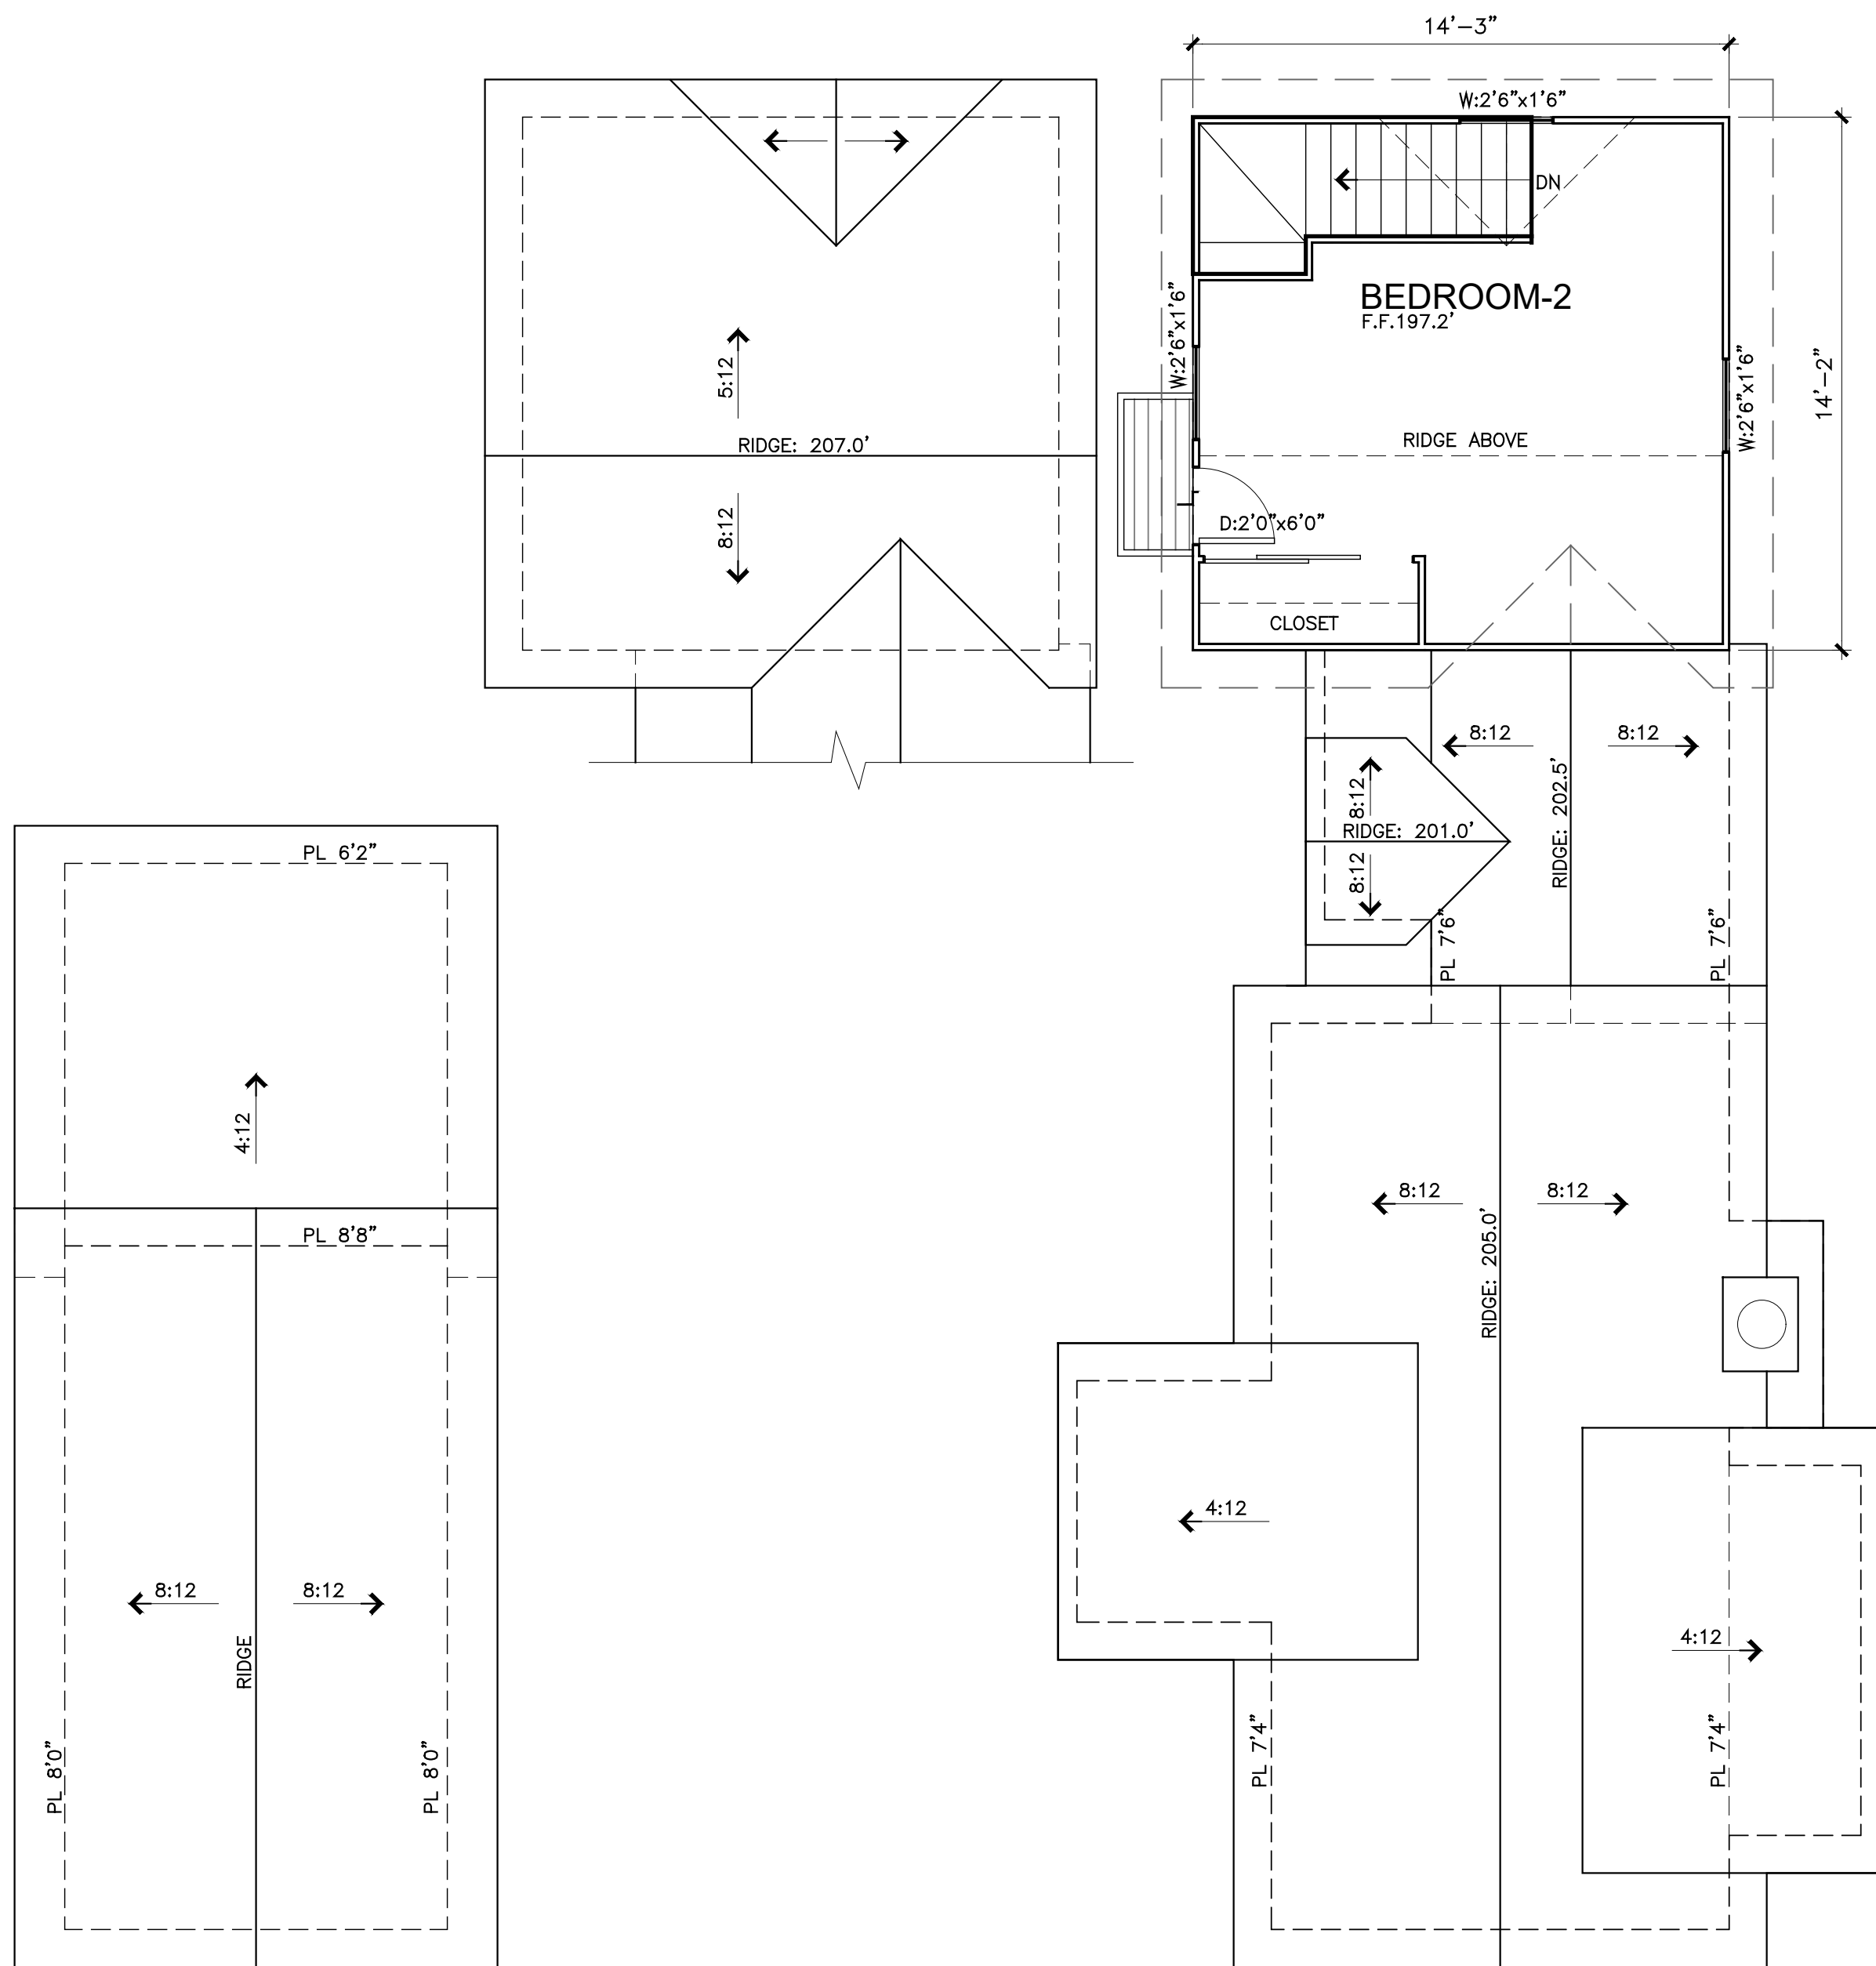 14'-3"
W:2'6"x1'6"
DN
BEDROOM-2
F.F.197.2'
W:2'6"x1'6"
W:2'6"x1'6"
14'-2"
5:12
RIDGE: 207.0'
8:12
RIDGE ABOVE
D:2'0"x6'0"
CLOSET
8:12
8:12
8:12
RIDGE: 201.0'
8:12
RIDGE: 202.5'
PL 7'6"
PL 7'6"
PL 6'2"
4:12
PL 8'8"
8:12
8:12
RIDGE: 205.0'
4:12
8:12
8:12
RIDGE
4:12
PL 8'0"
PL 8'0"
PL 7'4"
PL 7'4"